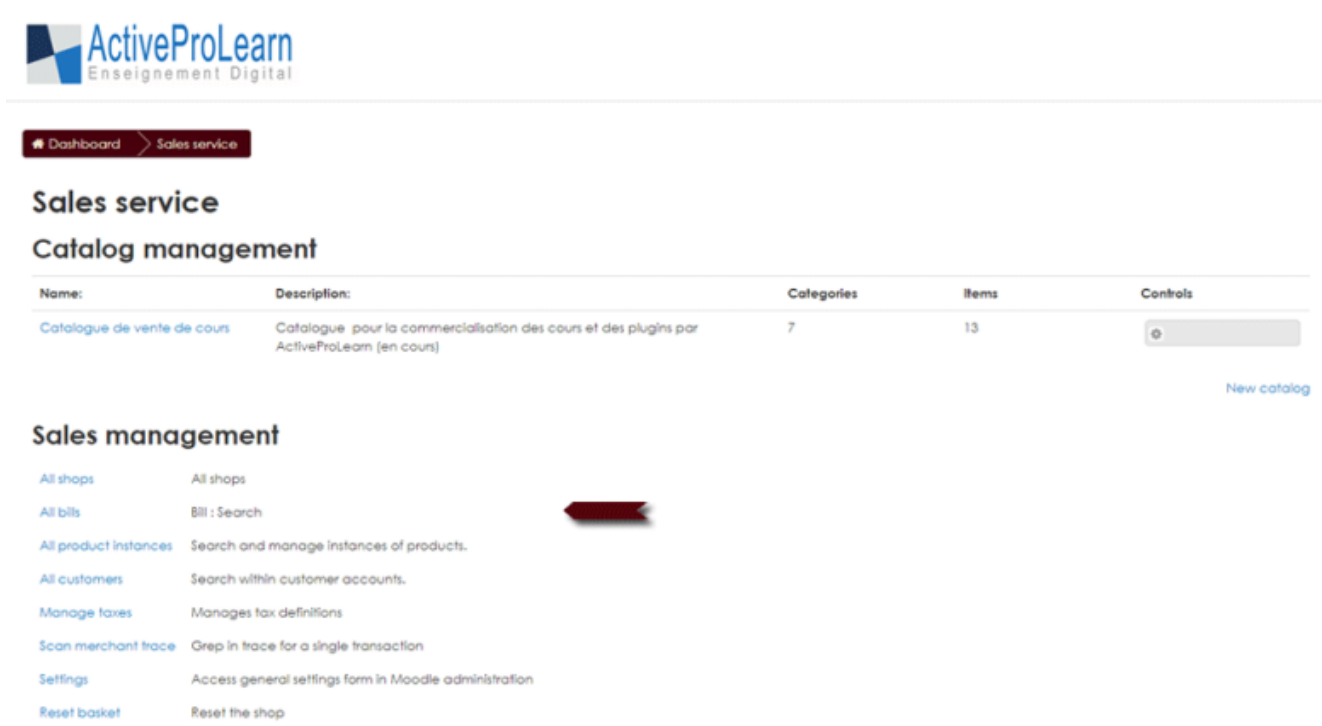 ActiveProLearn
Enseignement Digital
Dashboard Sales service
Sales service
Catalog management
Name: Description: Categories Items Controls
Catalogue de vente de cours Catalogue pour la commercialisation des cours et des plugins par 7 13
ActiveProLearn (en cours)
New catalog
Sales management
All shops All shops
All bills Bill : Search
All product instances Search and manage instances of products.
All customers Search within customer accounts.
Manage taxes Manages tax definitions
Scan merchant trace Grep in trace for a single transaction
Settings Access general settings form in Moodle administration
Reset basket Reset the shop